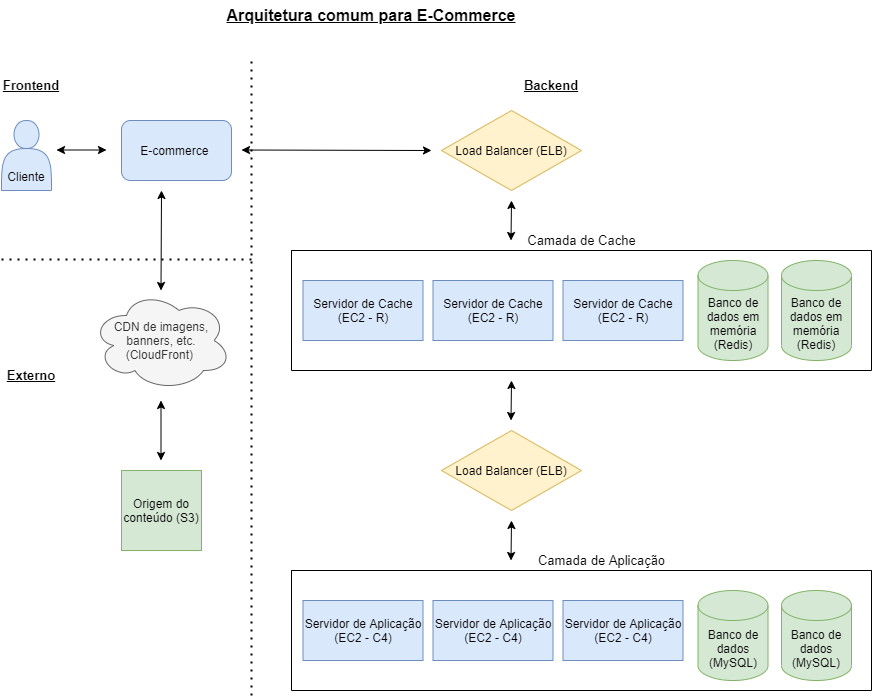 Arquitetura comum para E-Commerce
Frontend
Backend
Cliente
E-commerce
Load Balancer (ELB)
Camada de Cache
Servidor de Cache
(EC2 - R)
Servidor de Cache
(EC2 - R)
Servidor de Cache
(EC2 - R)
Banco de
dados em
memória
(Redis)
Banco de
dados em
memória
(Redis)
CDN de imagens,
banners, etc.
(CloudFront)
Externo
Load Balancer (ELB)
Origem do
conteúdo (S3)
Camada de Aplicação
Servidor de Aplicação
(EC2 - C4)
Servidor de Aplicação
(EC2 - C4)
Servidor de Aplicação
(EC2 - C4)
Banco de
dados
(MySQL)
Banco de
dados
(MySQL)